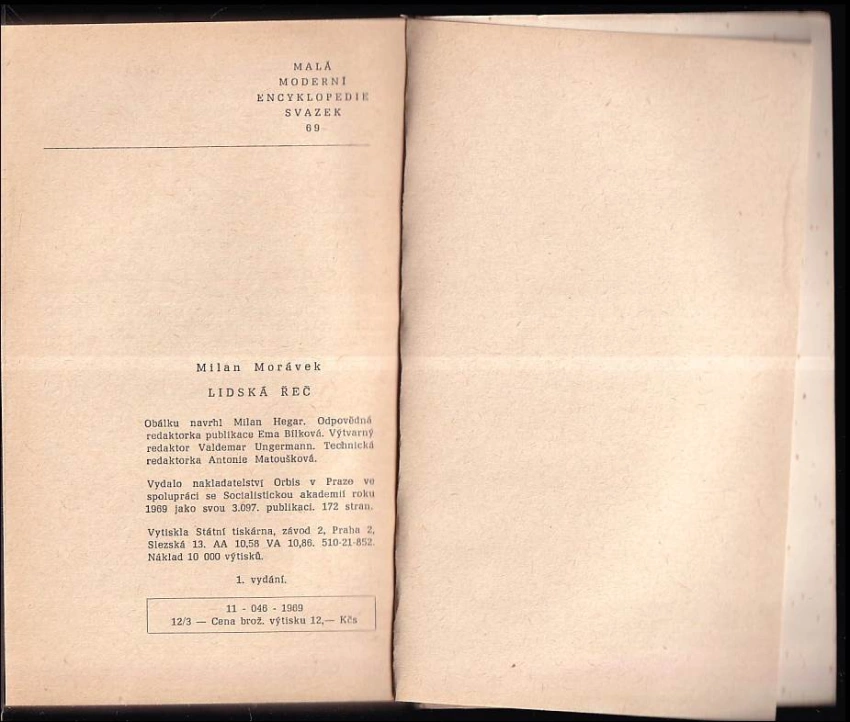 MALÁ
MODERNÍ
ENCYKLOPEDIE
SVAZEK
69
Milan Morávek
LIDSKÁ ŘEČ
Obálku navrhl Milan Hegar. Odpovědná
redaktorka publikace Ema Bílková. Výtvarný
redaktor Valdemar Ungermann. Technická
redaktorka Antonie Matoušková.
Vydalo nakladatelství Orbis v Praze ve
spolupráci se Socialistickou akademií roku
1969 jako svou 3.097. publikaci. 172 stran.
Vytiskla Státní tiskárna, závod 2, Praha 2,
Slezská 13. AA 10,58 VA 10,86. 510-21-852.
Náklad 10 000 výtisků.
1. vydání.
11 - 046 - 1969
12/3 — Cena brož. výtisku 12,— Kčs